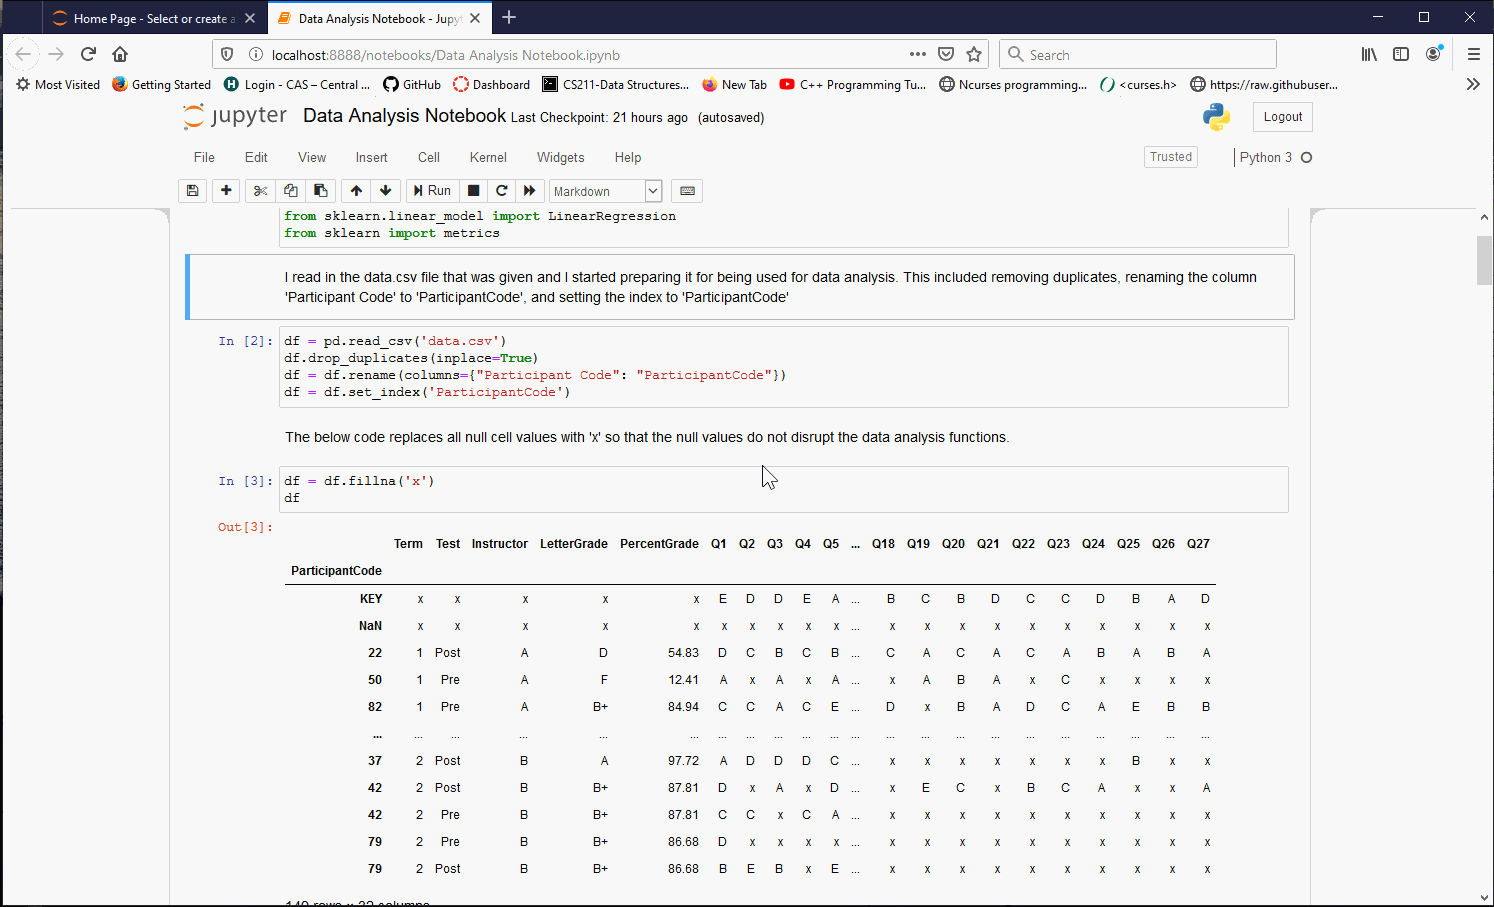 Home Page - Select or create a
Data Analysis Notebook - Jupyt
localhost:8888/notebooks/Data Analysis Notebook.ipynb
Search
Most Visited
Getting Started
Login - CAS – Central ...
GitHub
Dashboard
CS211-Data Structures...
New Tab
C++ Programming Tu...
Ncurses programming...
<curses.h>
https://raw.githubuser...
jupyter Data Analysis Notebook Last Checkpoint: 21 hours ago (autosaved)
Logout
File Edit View Insert Cell Kernel Widgets Help
Trusted
Python 3
Run
Markdown
from sklearn.linear_model import LinearRegression
from sklearn import metrics
I read in the data.csv file that was given and I started preparing it for being used for data analysis. This included removing duplicates, renaming the column
'Participant Code' to 'ParticipantCode', and setting the index to 'ParticipantCode'
In [2]: df = pd.read_csv('data.csv')
df.drop_duplicates(inplace=True)
df = df.rename(columns={"Participant Code": "ParticipantCode"})
df = df.set_index('ParticipantCode')
The below code replaces all null cell values with 'x' so that the null values do not disrupt the data analysis functions.
In [3]: df = df.fillna('x')
df
Out[3]:
Term Test Instructor LetterGrade PercentGrade Q1 Q2 Q3 Q4 Q5 ... Q18 Q19 Q20 Q21 Q22 Q23 Q24 Q25 Q26 Q27
ParticipantCode
KEY x x x x x E D D E A ... B C B D C C D B A D
NaN x x x x x x x x x x ... x x x x x x x x x x
22 1 Post A D 54.83 D C B C B ... C A C A C A B A B A
50 1 Pre A F 12.41 A x A x A ... x A B A x C x x x x
82 1 Pre A B+ 84.94 C C A C E ... D x B A D C A E B B
... ... ... ... ... ... ... ... ... ... ... ... ... ... ... ... ... ... ... ... ... ...
37 2 Post B A 97.72 A D D D C ... x x x x x x x B x x
42 2 Post B B+ 87.81 D x A x D ... x E C x B C A x x A
42 2 Pre B B+ 87.81 C C x C A ... x x x x x x x x x x
79 2 Pre B B+ 86.68 D x x x x ... x x x x x x x x x x
79 2 Post B B+ 86.68 B E B x E ... x x x x x x x x x x